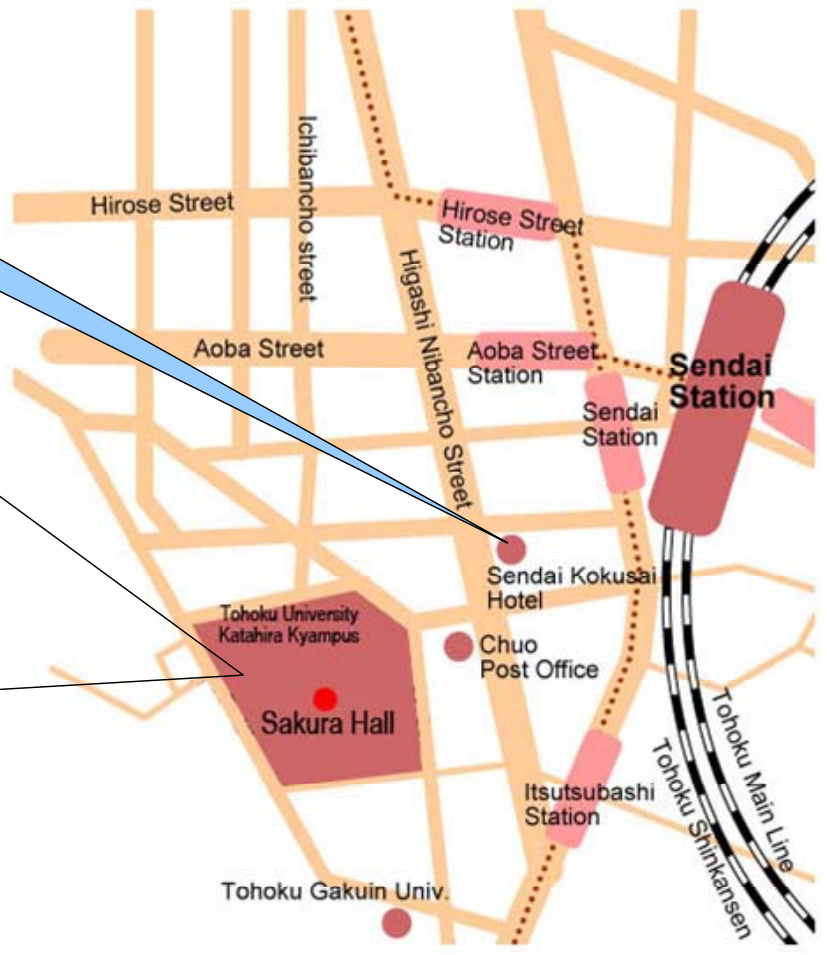 Ichibancho street
Hirose Street
Hirose Street
Station
Higashi Nibancho Street
Aoba Street
Aoba Street
Station
Sendai
Station
Sendai
Station
Sendai Kokusai
Hotel
Tohoku University
Katahira Kyampus
Chuo
Post Office
Sakura Hall
Itsutsubashi
Station
Tohoku Main Line
Tohoku Shinkansen
Tohoku Gakuin Univ.